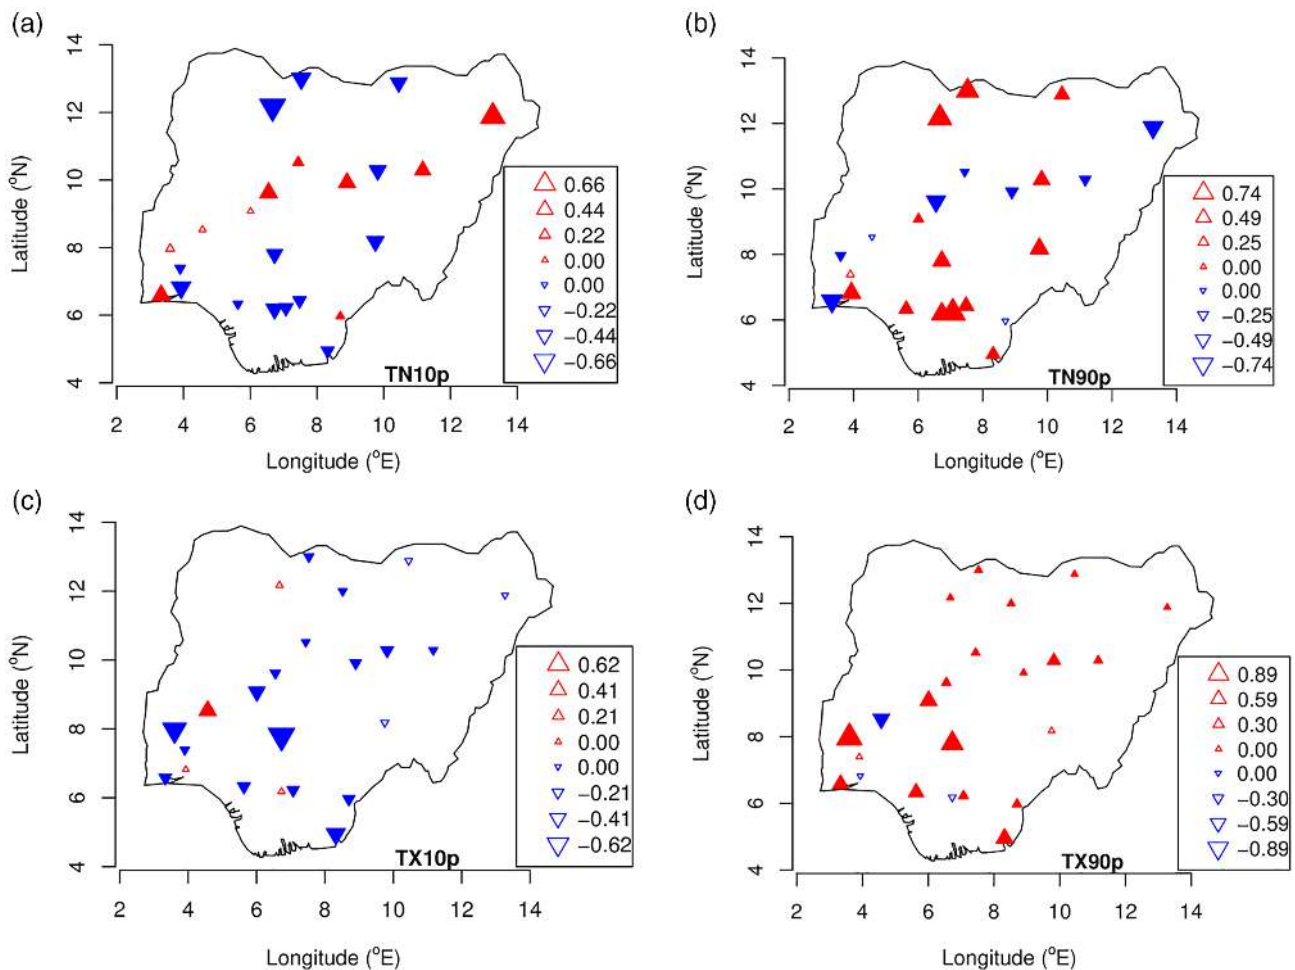 (a)
14
12
10
8
6
4
Latitude (°N)
0.66
0.44
0.22
0.00
0.00
−0.22
−0.44
−0.66
TN10p
2 4 6 8 10 12 14
Longitude (°E)
(b)
14
12
10
8
6
4
Latitude (°N)
0.74
0.49
0.25
0.00
0.00
−0.25
−0.49
−0.74
TN90p
2 4 6 8 10 12 14
Longitude (°E)
(c)
14
12
10
8
6
4
Latitude (°N)
0.62
0.41
0.21
0.00
0.00
−0.21
−0.41
−0.62
TX10p
2 4 6 8 10 12 14
Longitude (°E)
(d)
14
12
10
8
6
4
Latitude (°N)
0.89
0.59
0.30
0.00
0.00
−0.30
−0.59
−0.89
TX90p
2 4 6 8 10 12 14
Longitude (°E)